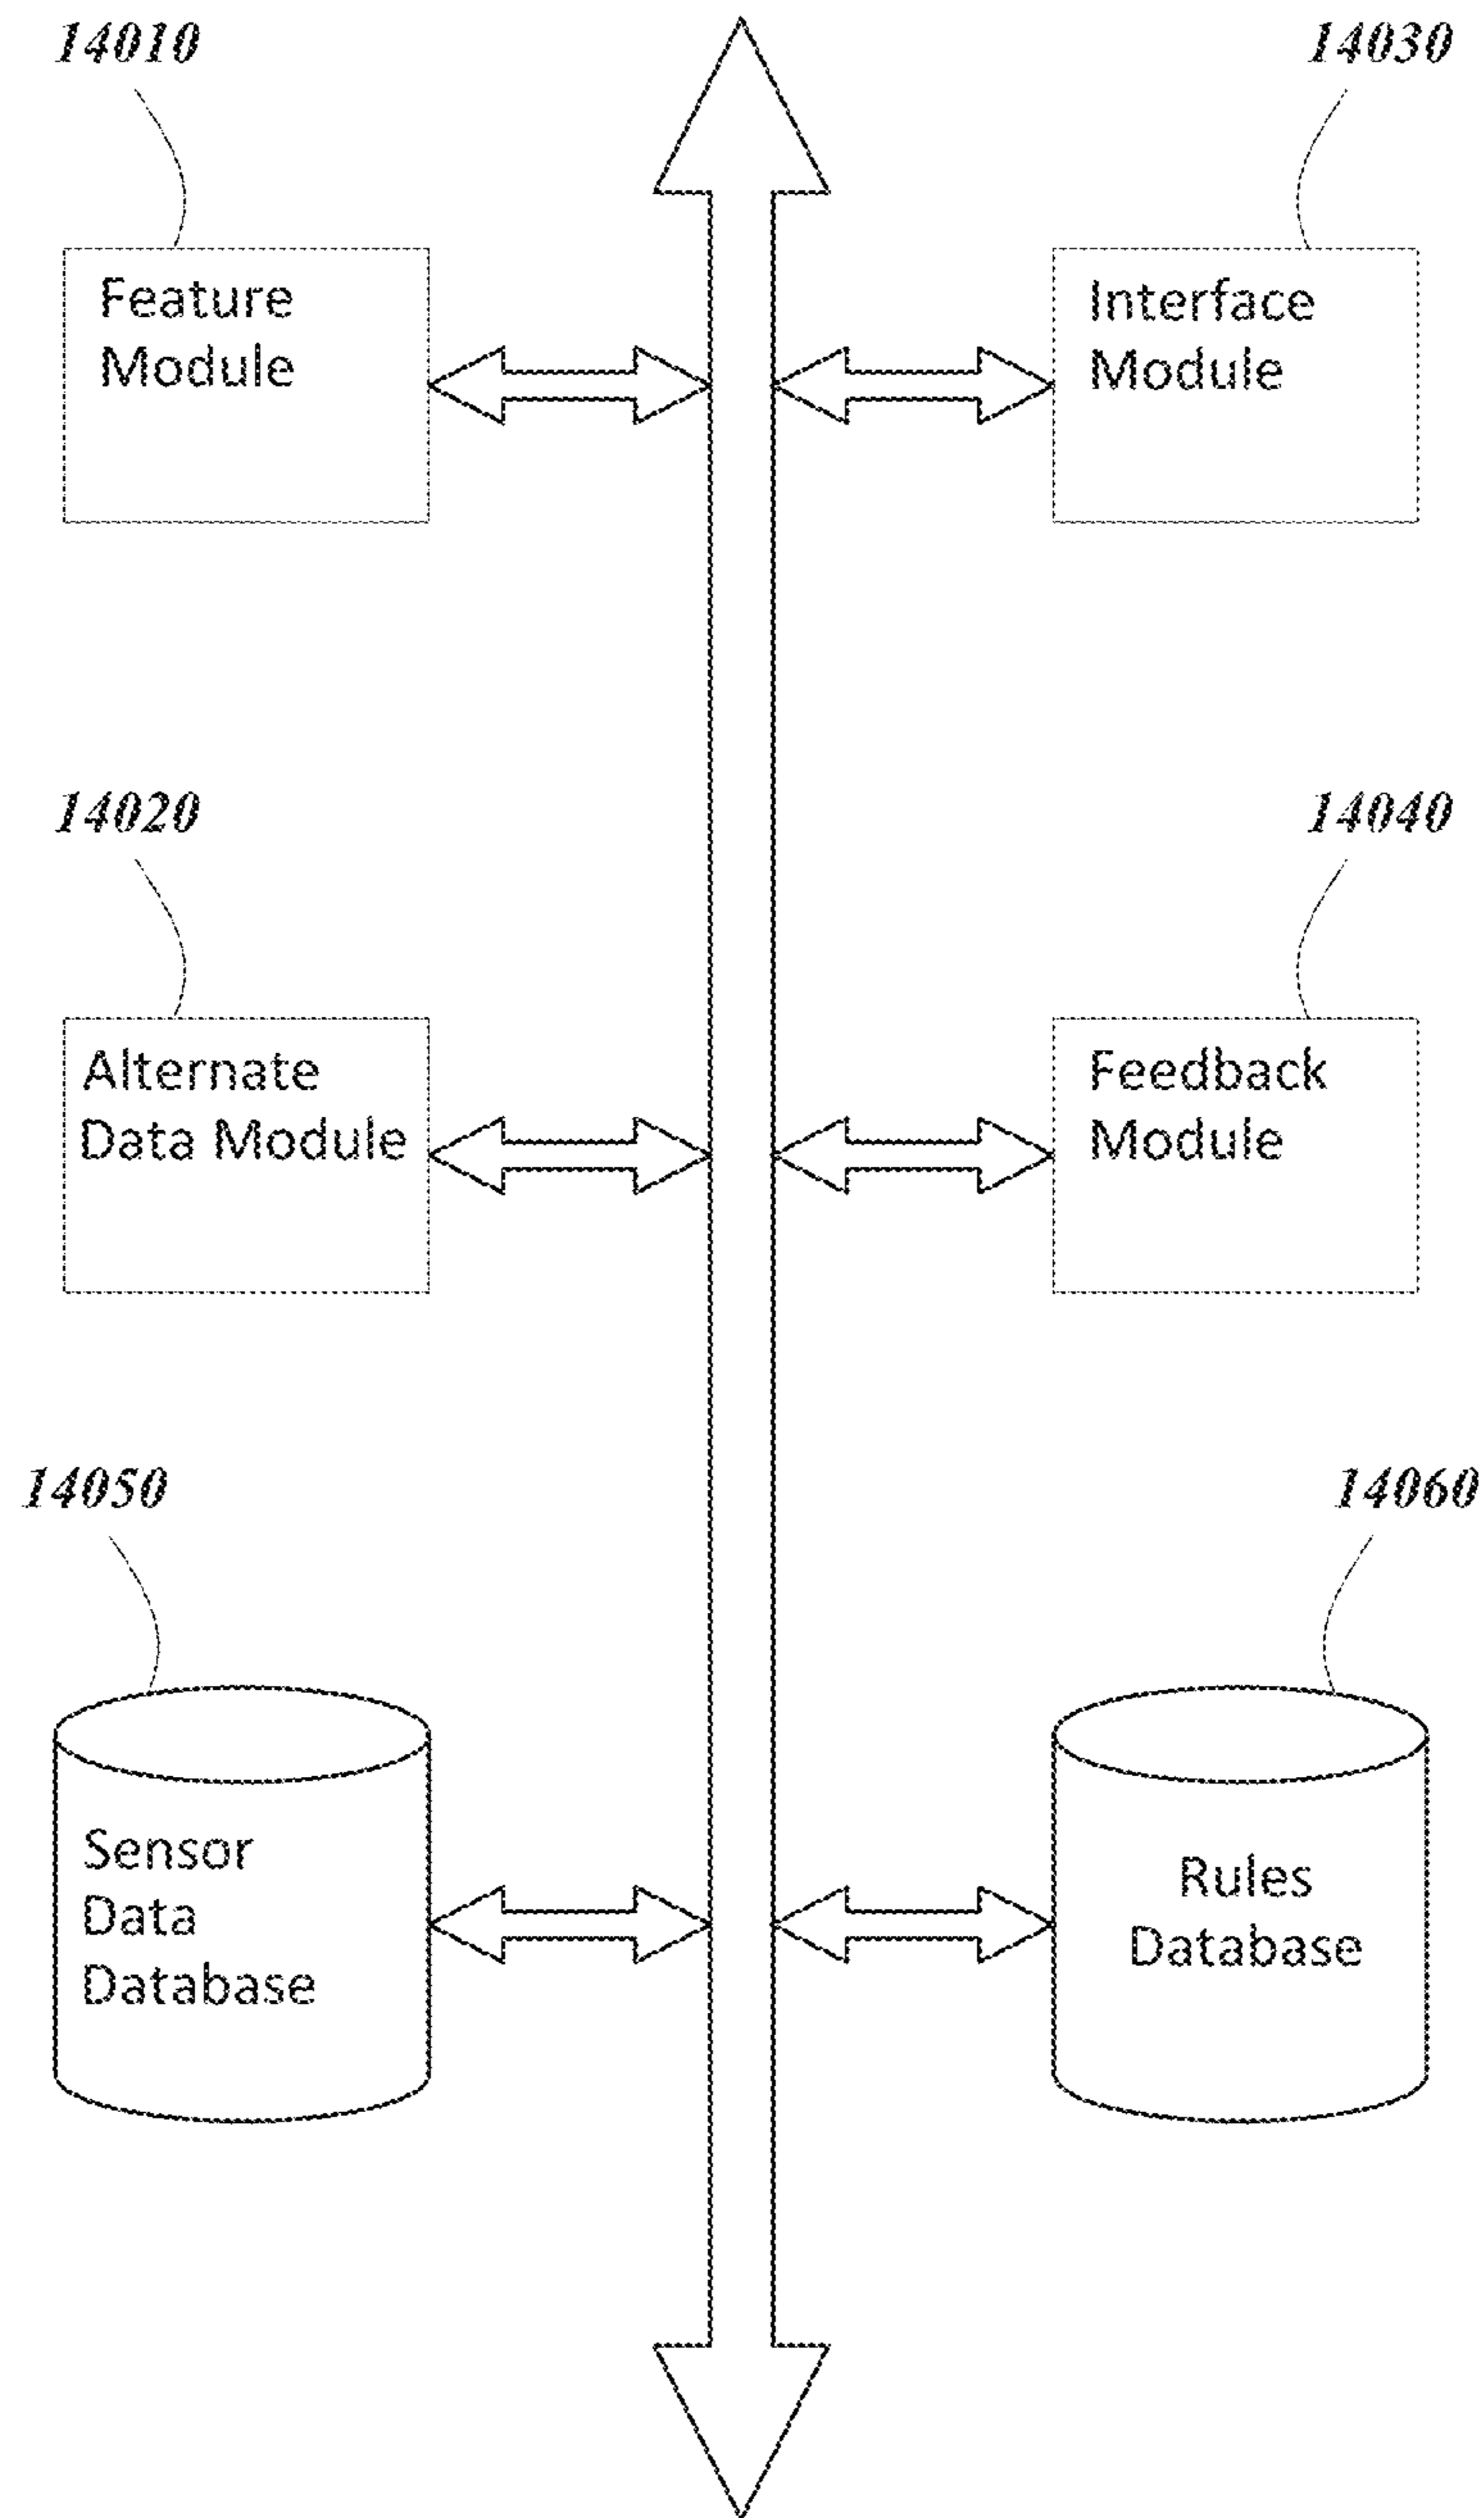 14010
14030
Feature
Module
Interface
Module
14020
14040
Alternate
Data Module
Feedback
Module
14050
14060
Sensor
Data
Database
Rules
Database